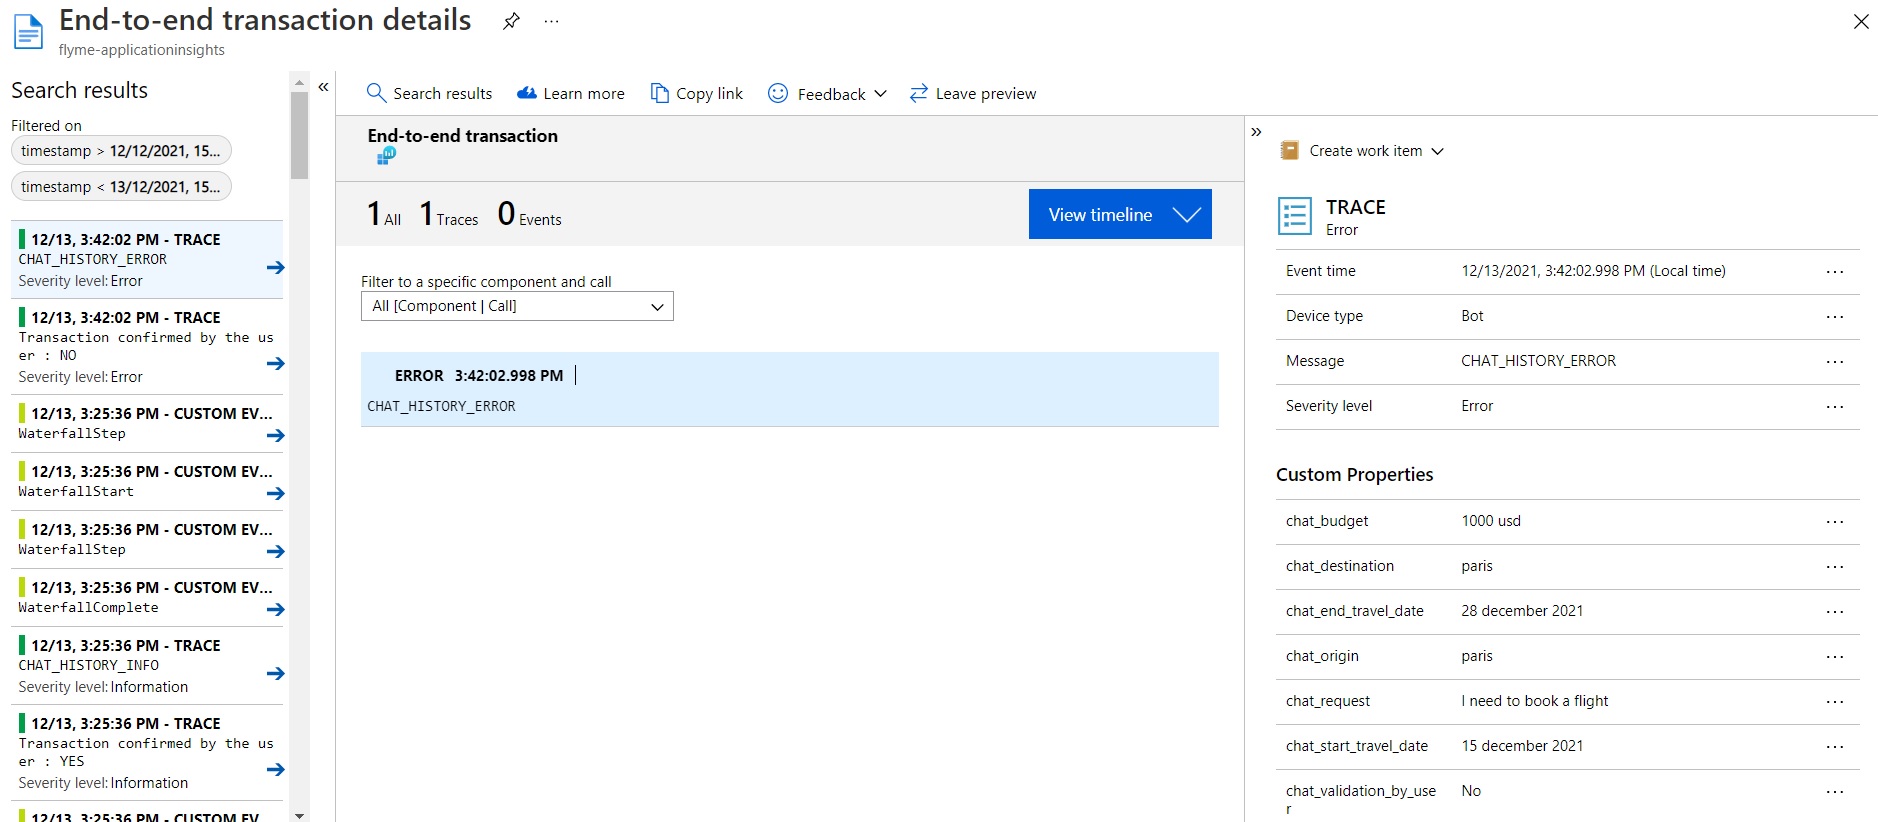 End-to-end transaction details
flyme-applicationinsights
Search results
Filtered on
timestamp > 12/12/2021, 15...
timestamp < 13/12/2021, 15...
12/13, 3:42:02 PM - TRACE
CHAT_HISTORY_ERROR
Severity level: Error
12/13, 3:42:02 PM - TRACE
Transaction confirmed by the us
er : NO
Severity level: Error
12/13, 3:25:36 PM - CUSTOM EV...
WaterfallStep
12/13, 3:25:36 PM - CUSTOM EV...
WaterfallStart
12/13, 3:25:36 PM - CUSTOM EV...
WaterfallStep
12/13, 3:25:36 PM - CUSTOM EV...
WaterfallComplete
12/13, 3:25:36 PM - TRACE
CHAT_HISTORY_INFO
Severity level: Information
12/13, 3:25:36 PM - TRACE
Transaction confirmed by the us
er : YES
Severity level: Information
12/13, 3:25:36 PM - CUSTOM EV...
Search results Learn more Copy link Feedback Leave preview
End-to-end transaction
1 All 1 Traces 0 Events
View timeline
Filter to a specific component and call
All [Component | Call]
ERROR 3:42:02.998 PM
CHAT_HISTORY_ERROR
Create work item
TRACE
Error
Event time 12/13/2021, 3:42:02.998 PM (Local time) ...
Device type Bot ...
Message CHAT_HISTORY_ERROR ...
Severity level Error ...
Custom Properties
chat_budget 1000 usd ...
chat_destination paris ...
chat_end_travel_date 28 december 2021 ...
chat_origin paris ...
chat_request I need to book a flight ...
chat_start_travel_date 15 december 2021 ...
chat_validation_by_use No ...
r